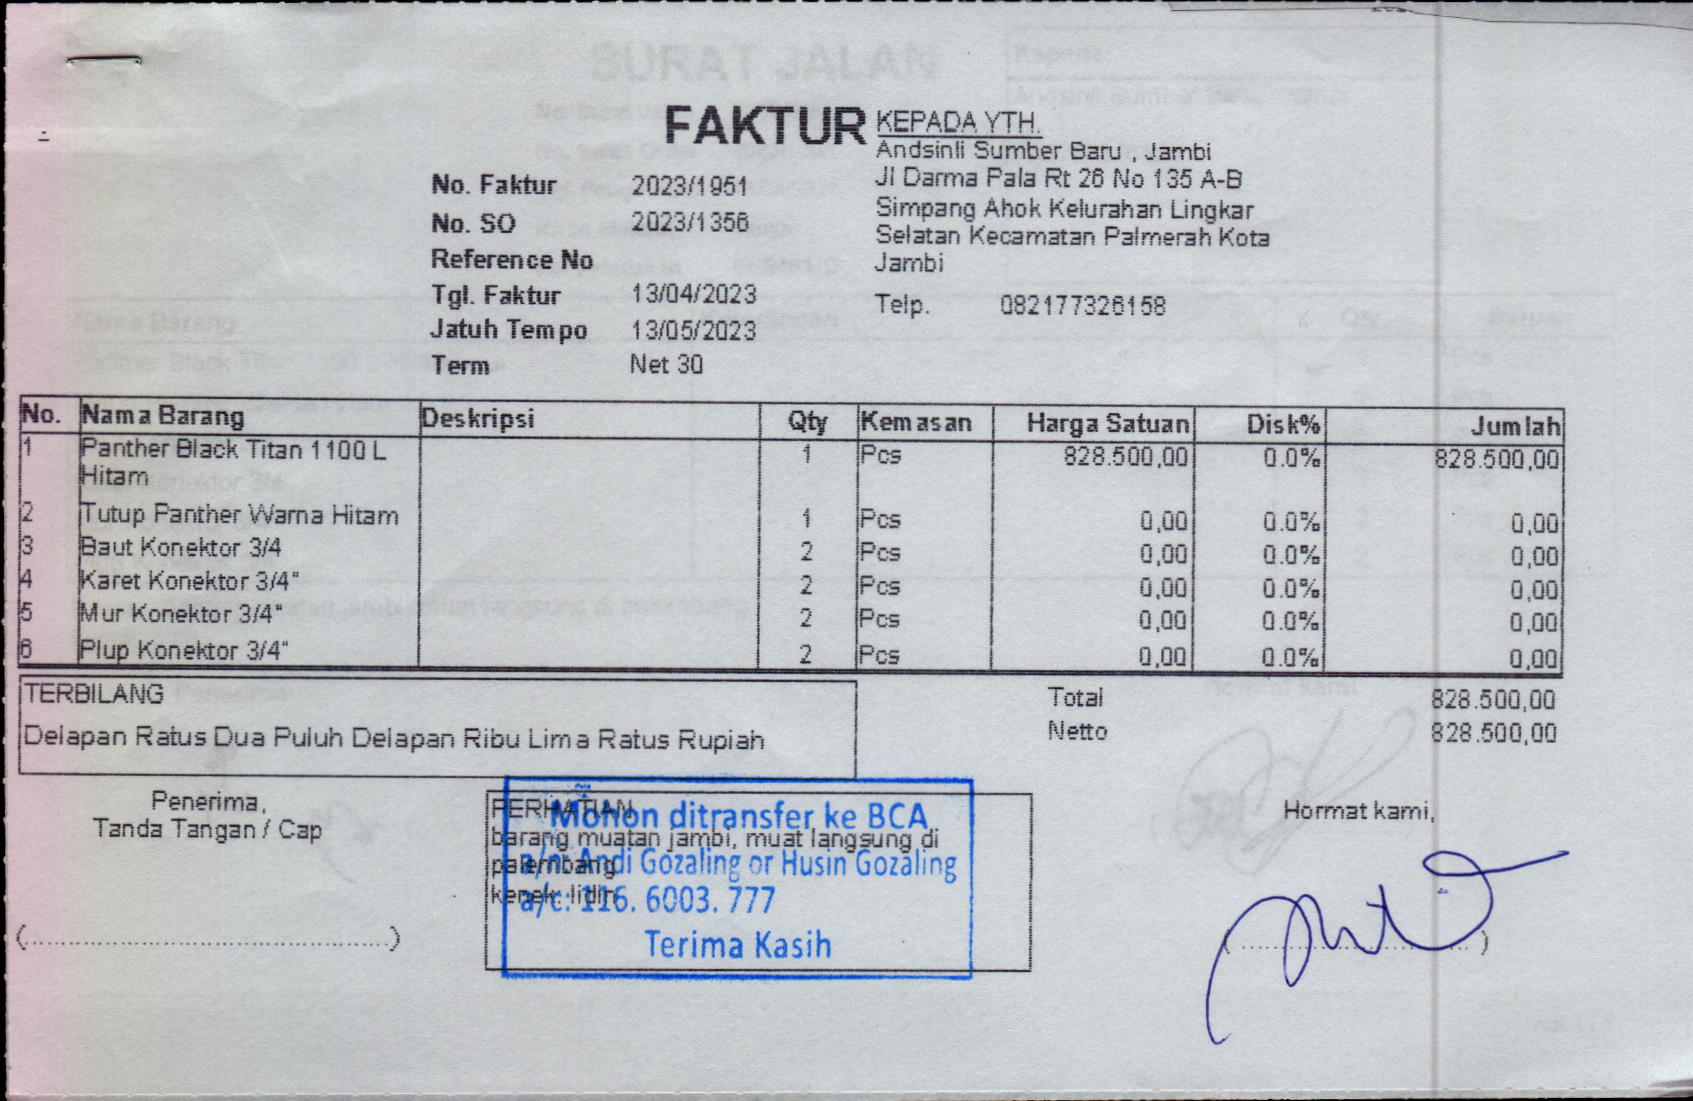 FAKTUR
KEPADA YTH.
Andsinli Sumber Baru , Jambi
Jl Darma Pala Rt 26 No 135 A-B
Simpang Ahok Kelurahan Lingkar
Selatan Kecamatan Palmerah Kota
Jambi
Telp. 082177326158
No. Faktur 2023/1951
No. SO 2023/1356
Reference No
Tgl. Faktur 13/04/2023
Jatuh Tempo 13/05/2023
Term Net 30
No. Nama Barang Deskripsi Qty Kemasan Harga Satuan Disk% Jumlah
1 Panther Black Titan 1100 L 1 Pcs 828.500,00 0.0% 828.500,00
Hitam
2 Tutup Panther Warna Hitam 1 Pcs 0,00 0.0% 0,00
3 Baut Konektor 3/4 2 Pcs 0,00 0.0% 0,00
4 Karet Konektor 3/4" 2 Pcs 0,00 0.0% 0,00
5 Mur Konektor 3/4" 2 Pcs 0,00 0.0% 0,00
6 Plup Konektor 3/4" 2 Pcs 0,00 0.0% 0,00
TERBILANG
Delapan Ratus Dua Puluh Delapan Ribu Lima Ratus Rupiah
Total 828.500,00
Netto 828.500,00
Penerima,
Tanda Tangan / Cap
(....................)
PERHATIAN
barang muatan jambi, muat langsung di
palembang
kenek: lidin
Mohon ditransfer ke BCA
a/n: Andi Gozaling or Husin Gozaling
a/c: 116. 6003. 777
Terima Kasih
Hormat kami,
(....................)
SURAT JALAN
Nama Barang